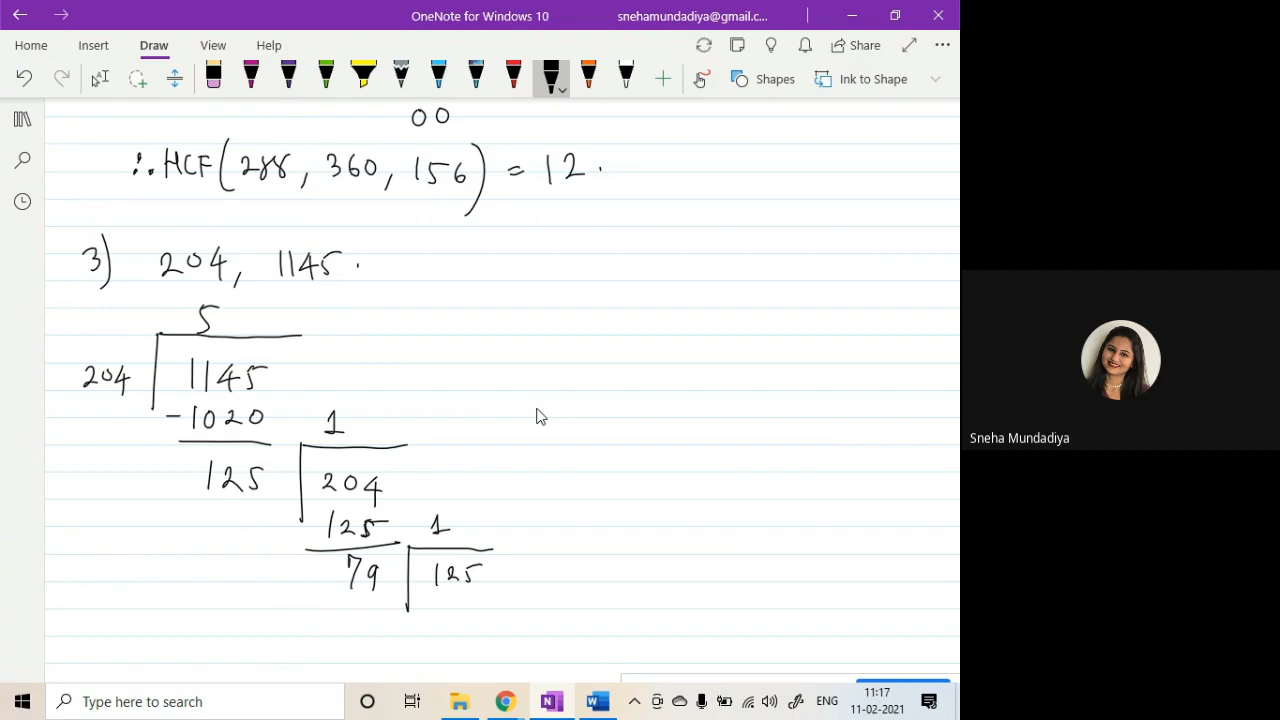 OneNote for Windows 10
snehamundadiya@gmail.c...
Home Insert Draw View Help
Share
Shapes
Ink to Shape
00
∴ HCF(288, 360, 156) = 12.
3) 204, 1145.
5
204 1145
-1020 1
125 204
125 1
79 125
Sneha Mundadiya
Type here to search
ENG
11:17
11-02-2021